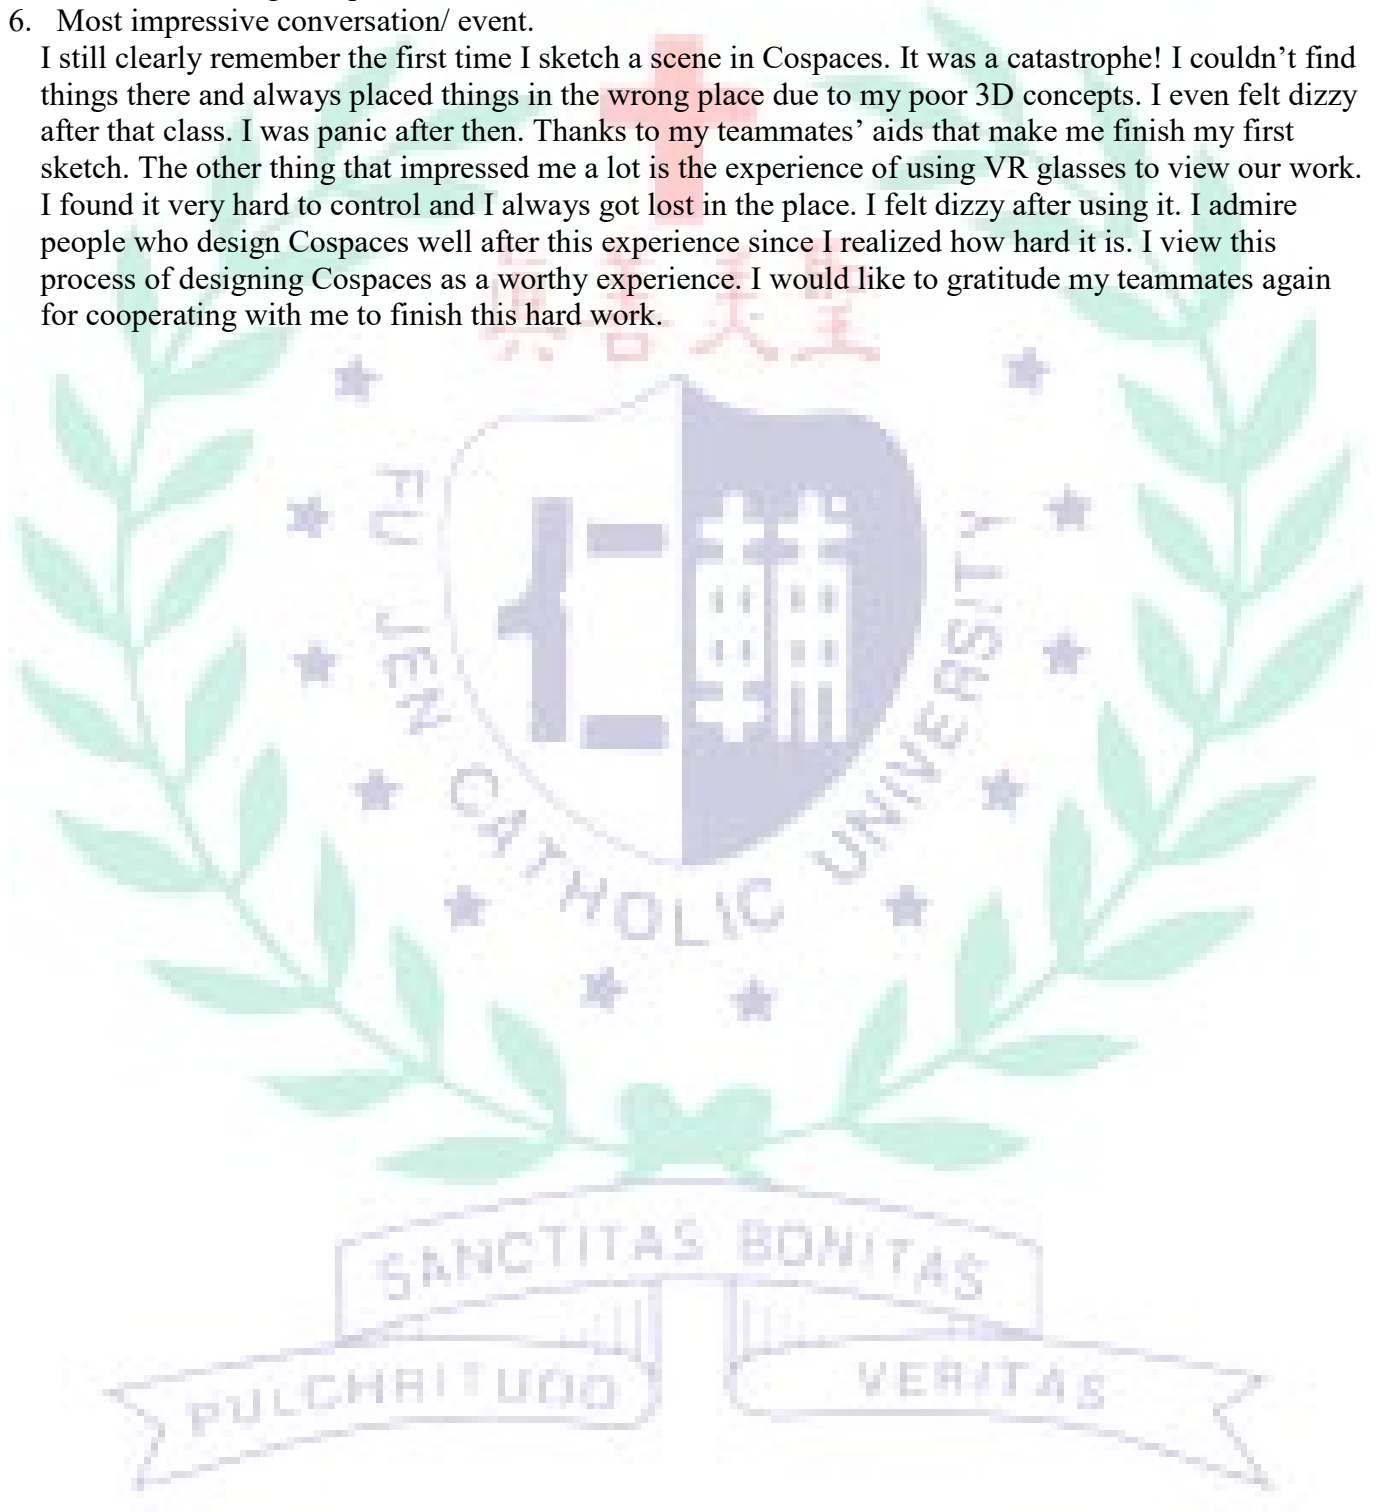 6. Most impressive conversation/ event.
I still clearly remember the first time I sketch a scene in Cospaces. It was a catastrophe! I couldn’t find
things there and always placed things in the wrong place due to my poor 3D concepts. I even felt dizzy
after that class. I was panic after then. Thanks to my teammates’ aids that make me finish my first
sketch. The other thing that impressed me a lot is the experience of using VR glasses to view our work.
I found it very hard to control and I always got lost in the place. I felt dizzy after using it. I admire
people who design Cospaces well after this experience since I realized how hard it is. I view this
process of designing Cospaces as a worthy experience. I would like to gratitude my teammates again
for cooperating with me to finish this hard work.
真善美聖
FU JEN CATHOLIC UNIVERSITY
SANCTITAS BONITAS
PULCHRITUDO VERITAS